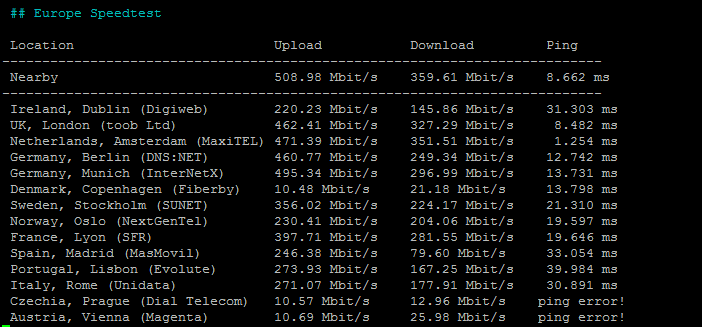 ## Europe Speedtest
Location Upload Download Ping
---------------------------------------------------------------------------
Nearby 508.98 Mbit/s 359.61 Mbit/s 8.662 ms
---------------------------------------------------------------------------
Ireland, Dublin (Digiweb) 220.23 Mbit/s 145.86 Mbit/s 31.303 ms
UK, London (toob Ltd) 462.41 Mbit/s 327.29 Mbit/s 8.482 ms
Netherlands, Amsterdam (MaxiTEL) 471.39 Mbit/s 351.51 Mbit/s 1.254 ms
Germany, Berlin (DNS:NET) 460.77 Mbit/s 249.34 Mbit/s 12.742 ms
Germany, Munich (InterNetX) 495.34 Mbit/s 296.99 Mbit/s 13.731 ms
Denmark, Copenhagen (Fiberby) 10.48 Mbit/s 21.18 Mbit/s 13.798 ms
Sweden, Stockholm (SUNET) 356.02 Mbit/s 224.17 Mbit/s 21.310 ms
Norway, Oslo (NextGenTel) 230.41 Mbit/s 204.06 Mbit/s 19.597 ms
France, Lyon (SFR) 397.71 Mbit/s 281.55 Mbit/s 19.646 ms
Spain, Madrid (MasMovil) 246.38 Mbit/s 79.60 Mbit/s 33.054 ms
Portugal, Lisbon (Evolute) 273.93 Mbit/s 167.25 Mbit/s 39.984 ms
Italy, Rome (Unidata) 271.07 Mbit/s 177.91 Mbit/s 30.891 ms
Czechia, Prague (Dial Telecom) 10.57 Mbit/s 12.96 Mbit/s ping error!
Austria, Vienna (Magenta) 10.69 Mbit/s 25.98 Mbit/s ping error!